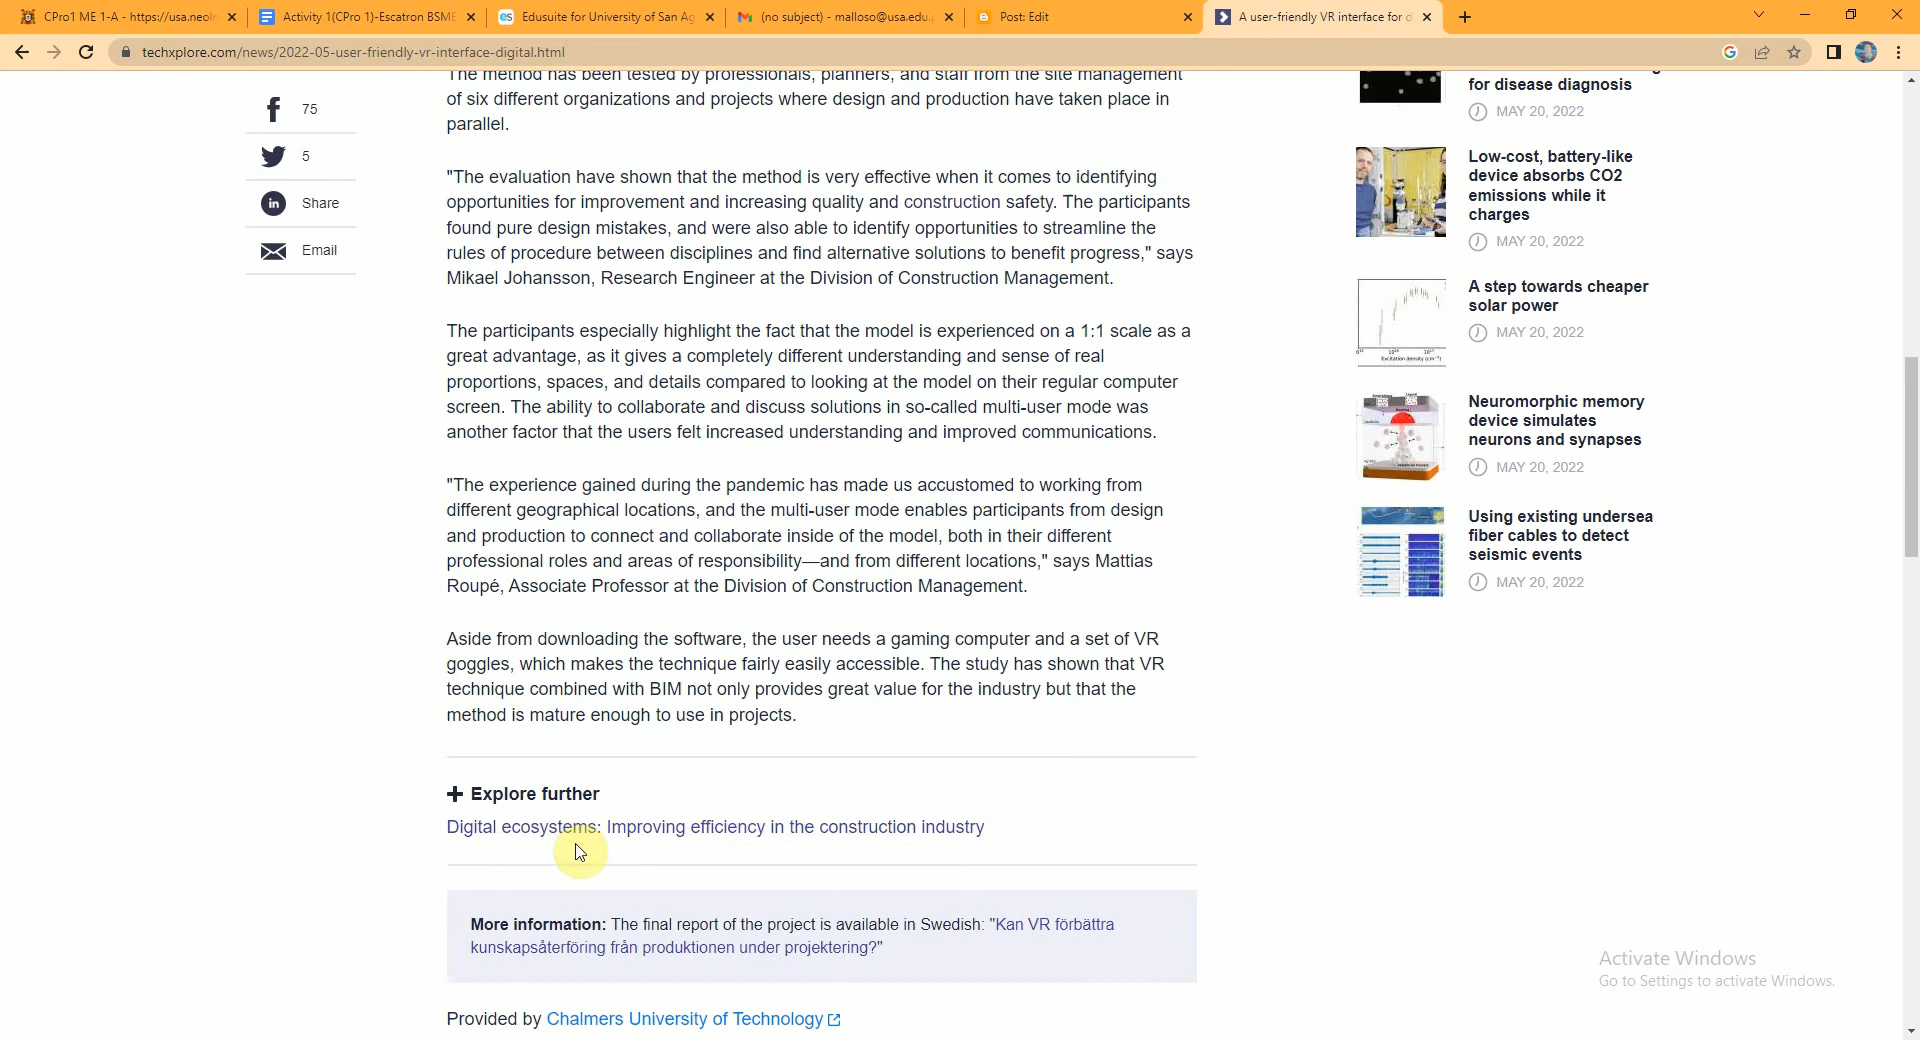 CPro1 ME 1-A - https://usa.neoln
Activity 1(CPro 1)-Escatron BSME
Edusuite for University of San Ag
(no subject) - malloso@usa.edu.
Post: Edit
A user-friendly VR interface for d
techxplore.com/news/2022-05-user-friendly-vr-interface-digital.html
75
5
Share
Email
The method has been tested by professionals, planners, and staff from the site management
of six different organizations and projects where design and production have taken place in
parallel.
"The evaluation have shown that the method is very effective when it comes to identifying
opportunities for improvement and increasing quality and construction safety. The participants
found pure design mistakes, and were also able to identify opportunities to streamline the
rules of procedure between disciplines and find alternative solutions to benefit progress," says
Mikael Johansson, Research Engineer at the Division of Construction Management.
The participants especially highlight the fact that the model is experienced on a 1:1 scale as a
great advantage, as it gives a completely different understanding and sense of real
proportions, spaces, and details compared to looking at the model on their regular computer
screen. The ability to collaborate and discuss solutions in so-called multi-user mode was
another factor that the users felt increased understanding and improved communications.
"The experience gained during the pandemic has made us accustomed to working from
different geographical locations, and the multi-user mode enables participants from design
and production to connect and collaborate inside of the model, both in their different
professional roles and areas of responsibility—and from different locations," says Mattias
Roupé, Associate Professor at the Division of Construction Management.
Aside from downloading the software, the user needs a gaming computer and a set of VR
goggles, which makes the technique fairly easily accessible. The study has shown that VR
technique combined with BIM not only provides great value for the industry but that the
method is mature enough to use in projects.
Explore further
Digital ecosystems: Improving efficiency in the construction industry
More information: The final report of the project is available in Swedish: "Kan VR förbättra
kunskapsåterföring från produktionen under projektering?"
Provided by Chalmers University of Technology
for disease diagnosis
MAY 20, 2022
Low-cost, battery-like
device absorbs CO2
emissions while it
charges
MAY 20, 2022
Excitation density (cm⁻³)
A step towards cheaper
solar power
MAY 20, 2022
Neuromorphic memory
device simulates
neurons and synapses
MAY 20, 2022
Using existing undersea
fiber cables to detect
seismic events
MAY 20, 2022
Activate Windows
Go to Settings to activate Windows.